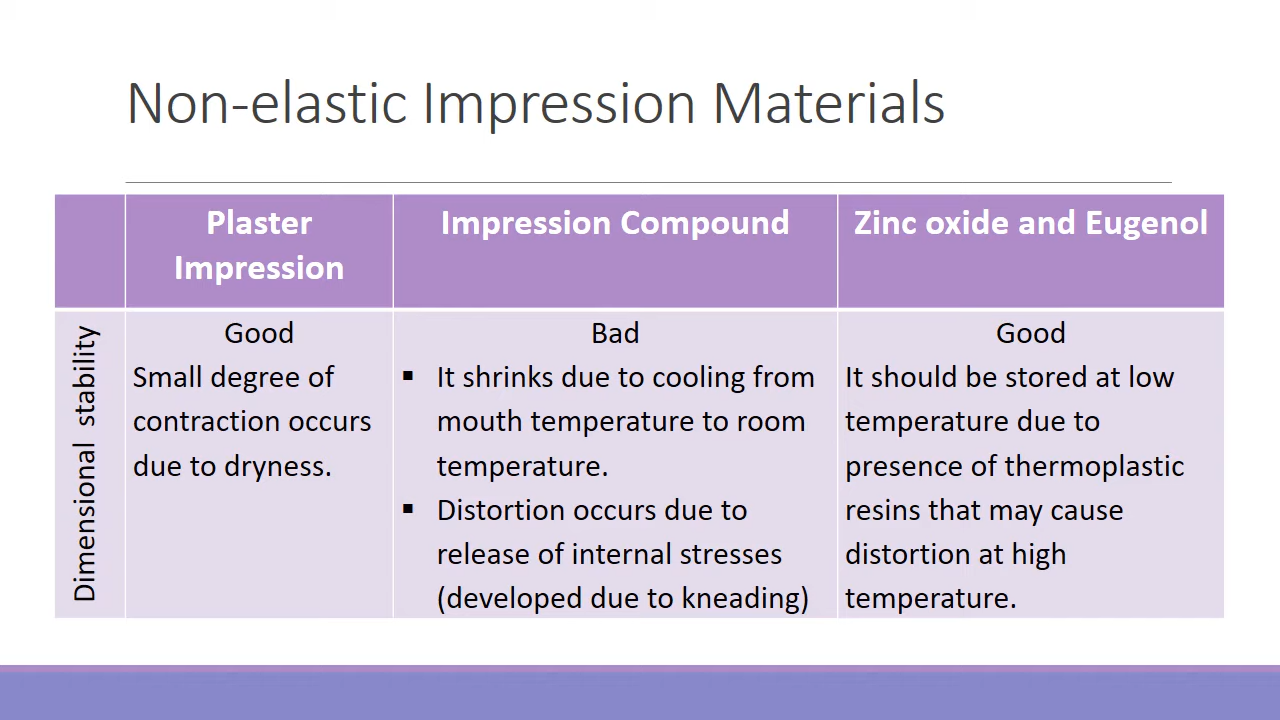 Non-elastic Impression Materials
Plaster
Impression
Impression Compound
Zinc oxide and Eugenol
Dimensional stability
Good
Small degree of
contraction occurs
due to dryness.
Bad
▪ It shrinks due to cooling from
mouth temperature to room
temperature.
▪ Distortion occurs due to
release of internal stresses
(developed due to kneading)
Good
It should be stored at low
temperature due to
presence of thermoplastic
resins that may cause
distortion at high
temperature.